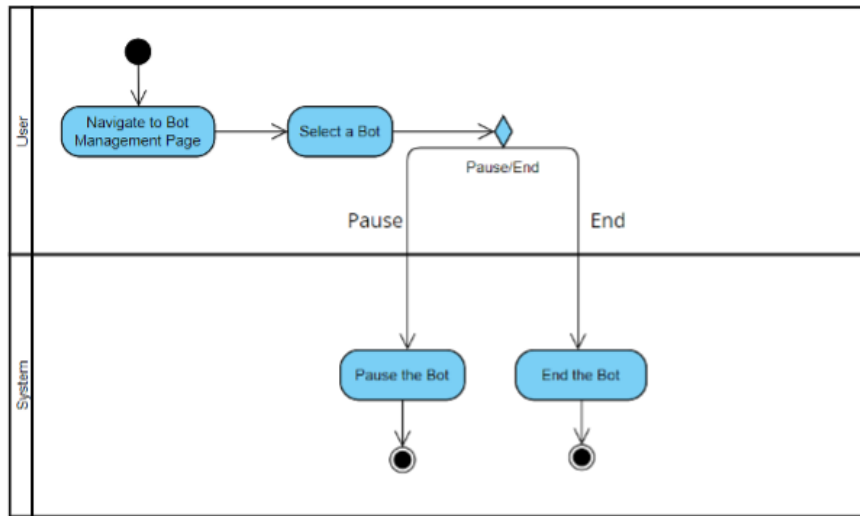 User
Navigate to Bot
Management Page
Select a Bot
Pause/End
Pause
End
System
Pause the Bot
End the Bot